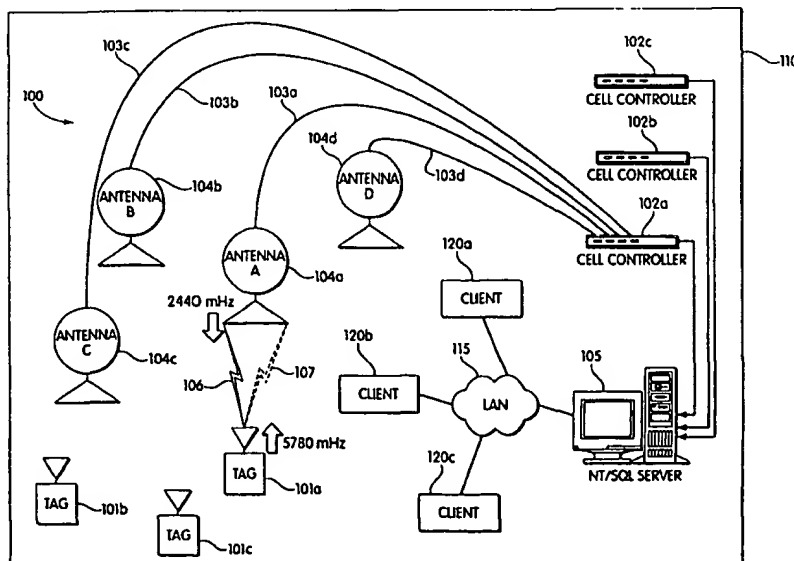 103c
103b
100
103a
104d
102c
110
CELL CONTROLLER
102b
CELL CONTROLLER
ANTENNA
D
103d
104b
ANTENNA
B
102a
CELL CONTROLLER
ANTENNA
A
104a
120a
CLIENT
2440 mHz
ANTENNA
C
104c
106
107
120b
CLIENT
115
LAN
105
5780 mHz
TAG
101a
NT/SQL SERVER
120c
CLIENT
TAG
101b
TAG
101c